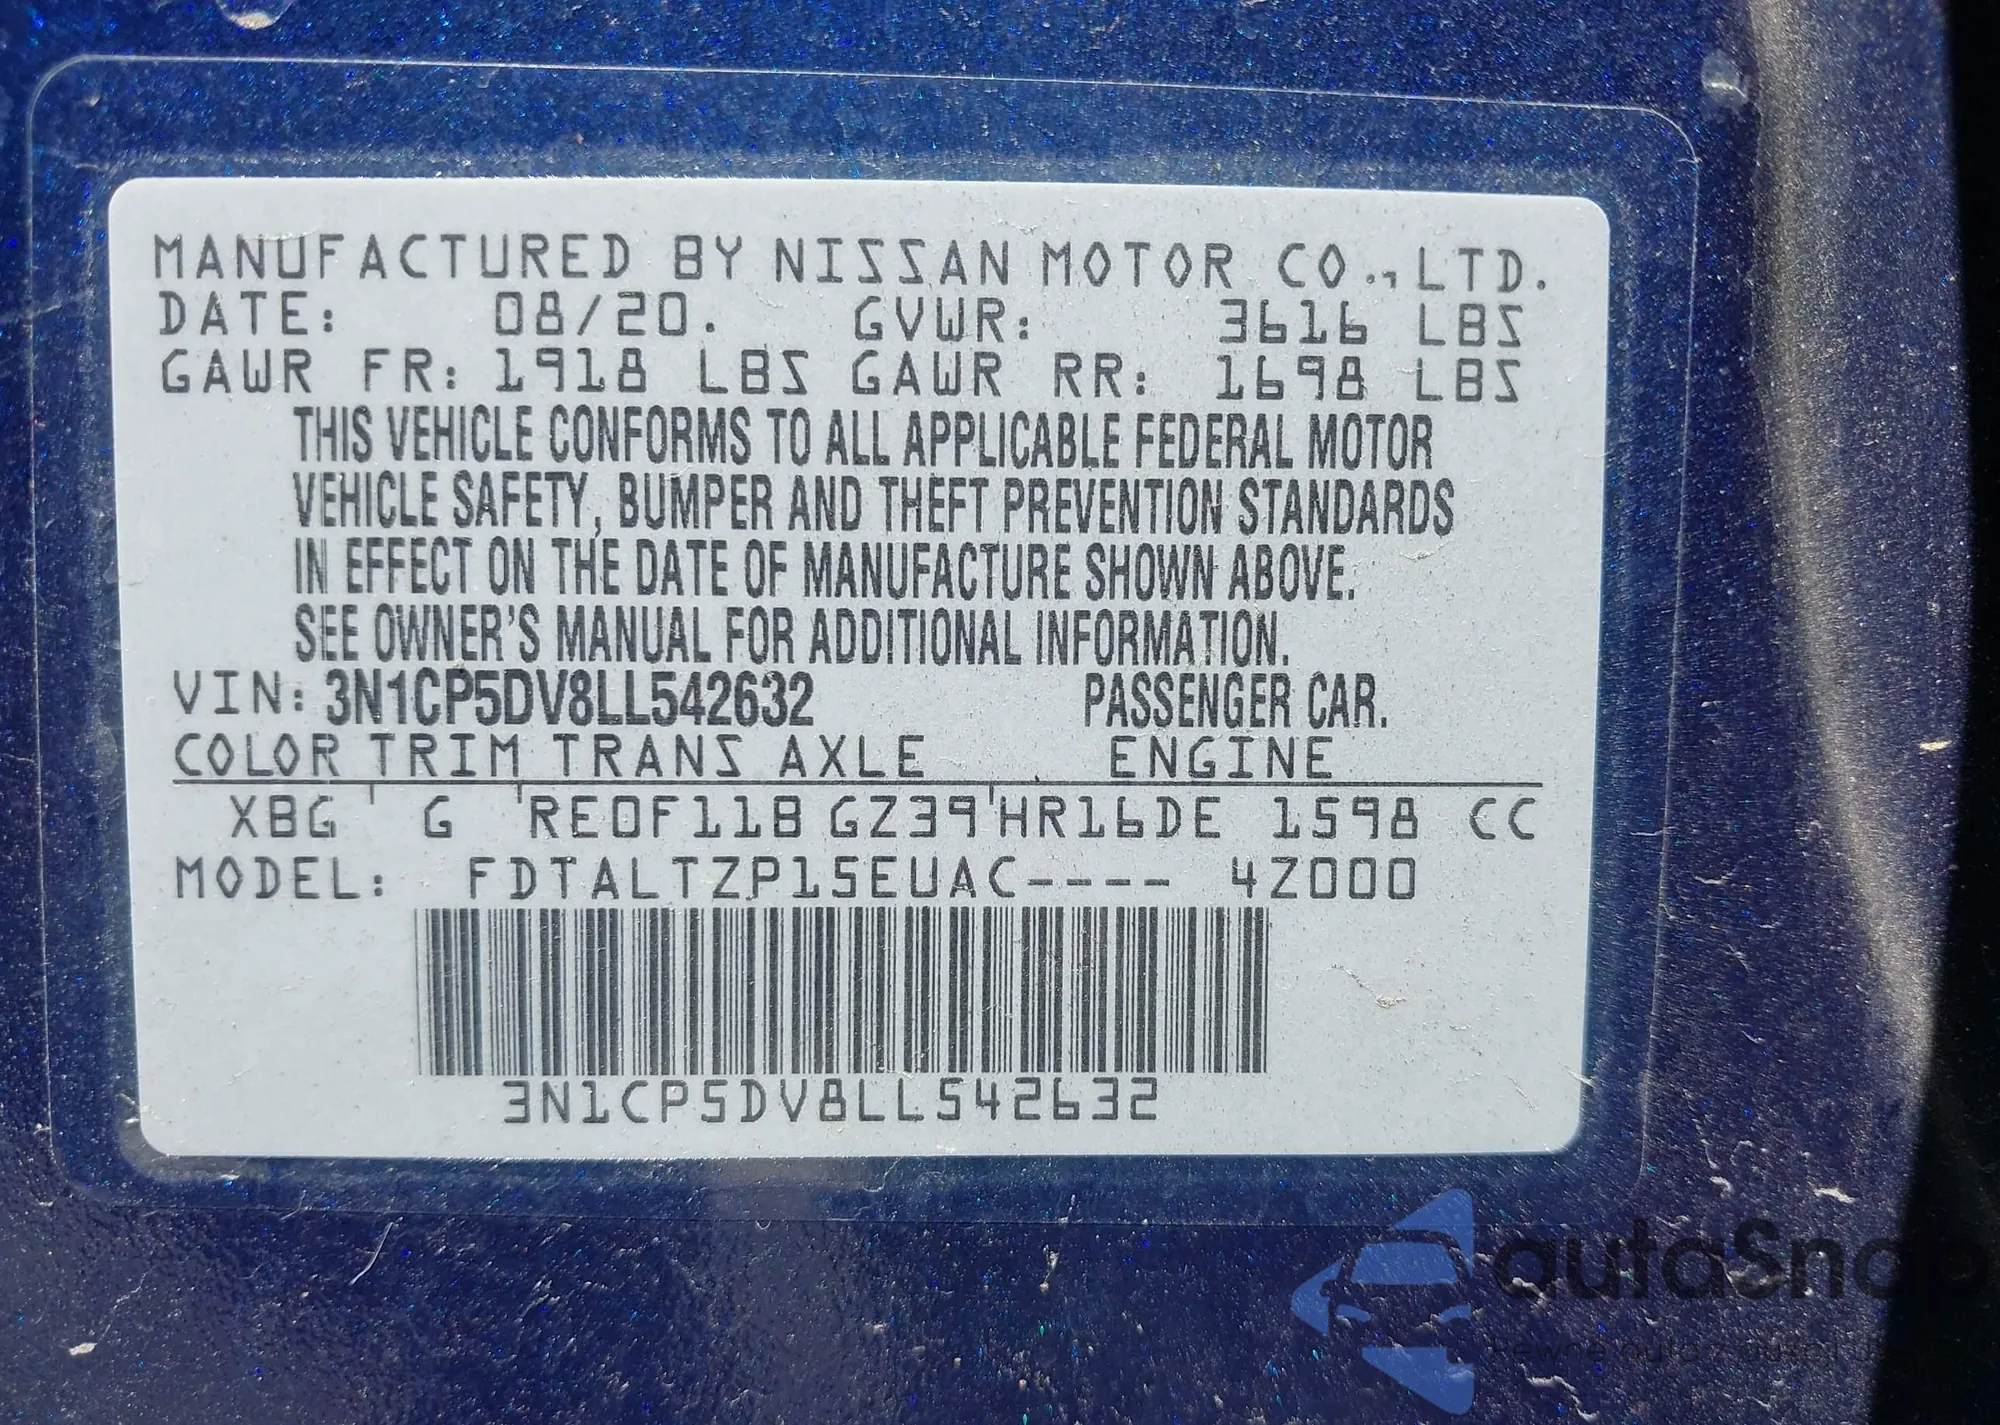 MANUFACTURED BY NISSAN MOTOR CO.,LTD.
DATE: 08/20. GVWR: 3616 LBS
GAWR FR: 1918 LBS GAWR RR: 1698 LBS
THIS VEHICLE CONFORMS TO ALL APPLICABLE FEDERAL MOTOR
VEHICLE SAFETY, BUMPER AND THEFT PREVENTION STANDARDS
IN EFFECT ON THE DATE OF MANUFACTURE SHOWN ABOVE.
SEE OWNER'S MANUAL FOR ADDITIONAL INFORMATION.
VIN: 3N1CP5DV8LL542632 PASSENGER CAR.
COLOR TRIM TRANS AXLE ENGINE
XBG G RE0F11B GZ39 HR16DE 1598 CC
MODEL: FDTALTZP15EUAC---- 4Z000
3N1CP5DV8LL542632
autaSnap